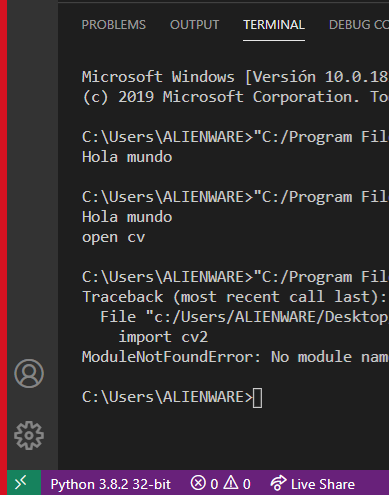 PROBLEMS OUTPUT TERMINAL DEBUG CO
Microsoft Windows [Versión 10.0.18
(c) 2019 Microsoft Corporation. To
C:\Users\ALIENWARE>"C:/Program Fil
Hola mundo
C:\Users\ALIENWARE>"C:/Program Fil
Hola mundo
open cv
C:\Users\ALIENWARE>"C:/Program Fil
Traceback (most recent call last):
File "c:/Users/ALIENWARE/Desktop
import cv2
ModuleNotFoundError: No module nam
C:\Users\ALIENWARE>
Python 3.8.2 32-bit 0 0 Live Share